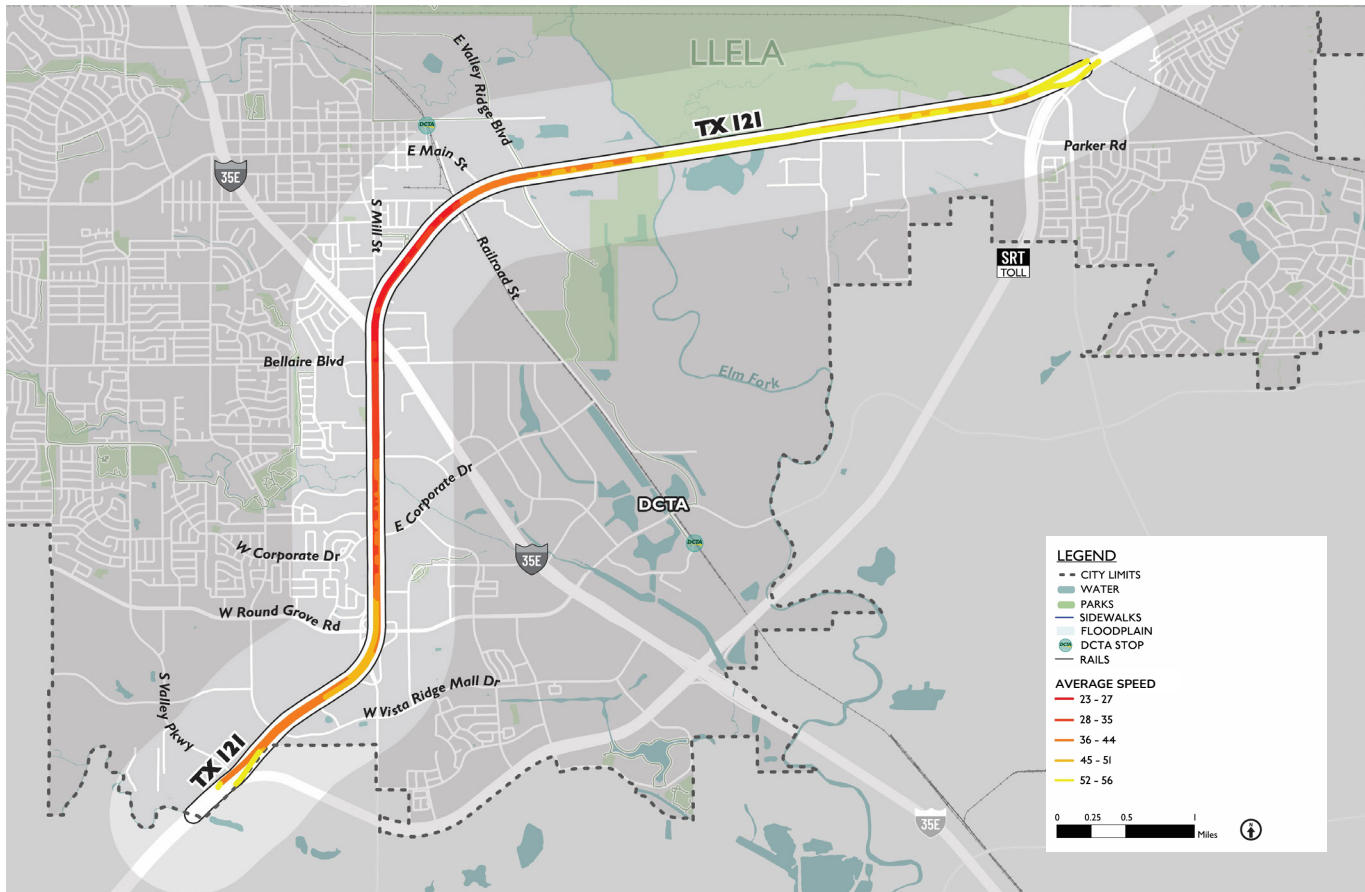 LLELA
E Valley Ridge Blvd
DCTA
TX 121
E Main St
Parker Rd
35E
S Mill St
Railroad St
SRT
TOLL
Bellaire Blvd
Elm Fork
E Corporate Dr
DCTA
W Corporate Dr
DCTA
35E
W Round Grove Rd
S Valley Pkwy
W Vista Ridge Mall Dr
TX 121
35E
LEGEND
CITY LIMITS
WATER
PARKS
SIDEWALKS
FLOODPLAIN
DCTA DCTA STOP
RAILS
AVERAGE SPEED
23 - 27
28 - 35
36 - 44
45 - 51
52 - 56
0 0.25 0.5 1
Miles
N